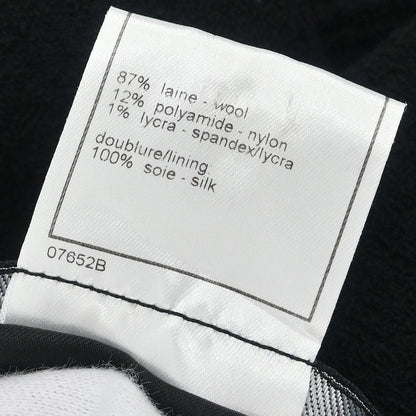 87% laine - wool
12% polyamide - nylon
1% lycra - spandex/lycra
doublure/lining:
100% soie - silk
07652B